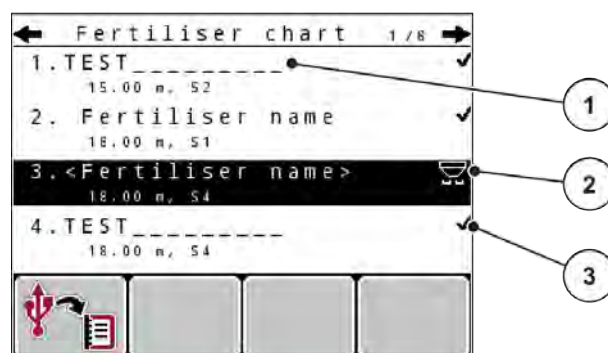 Fertiliser chart 1/8
1.TEST_________
15.00 m, S2
2. Fertiliser name
18.00 m, S1
3.<Fertiliser name>
18.00 m, S4
4.TEST_________
18.00 m, S4
1
2
3